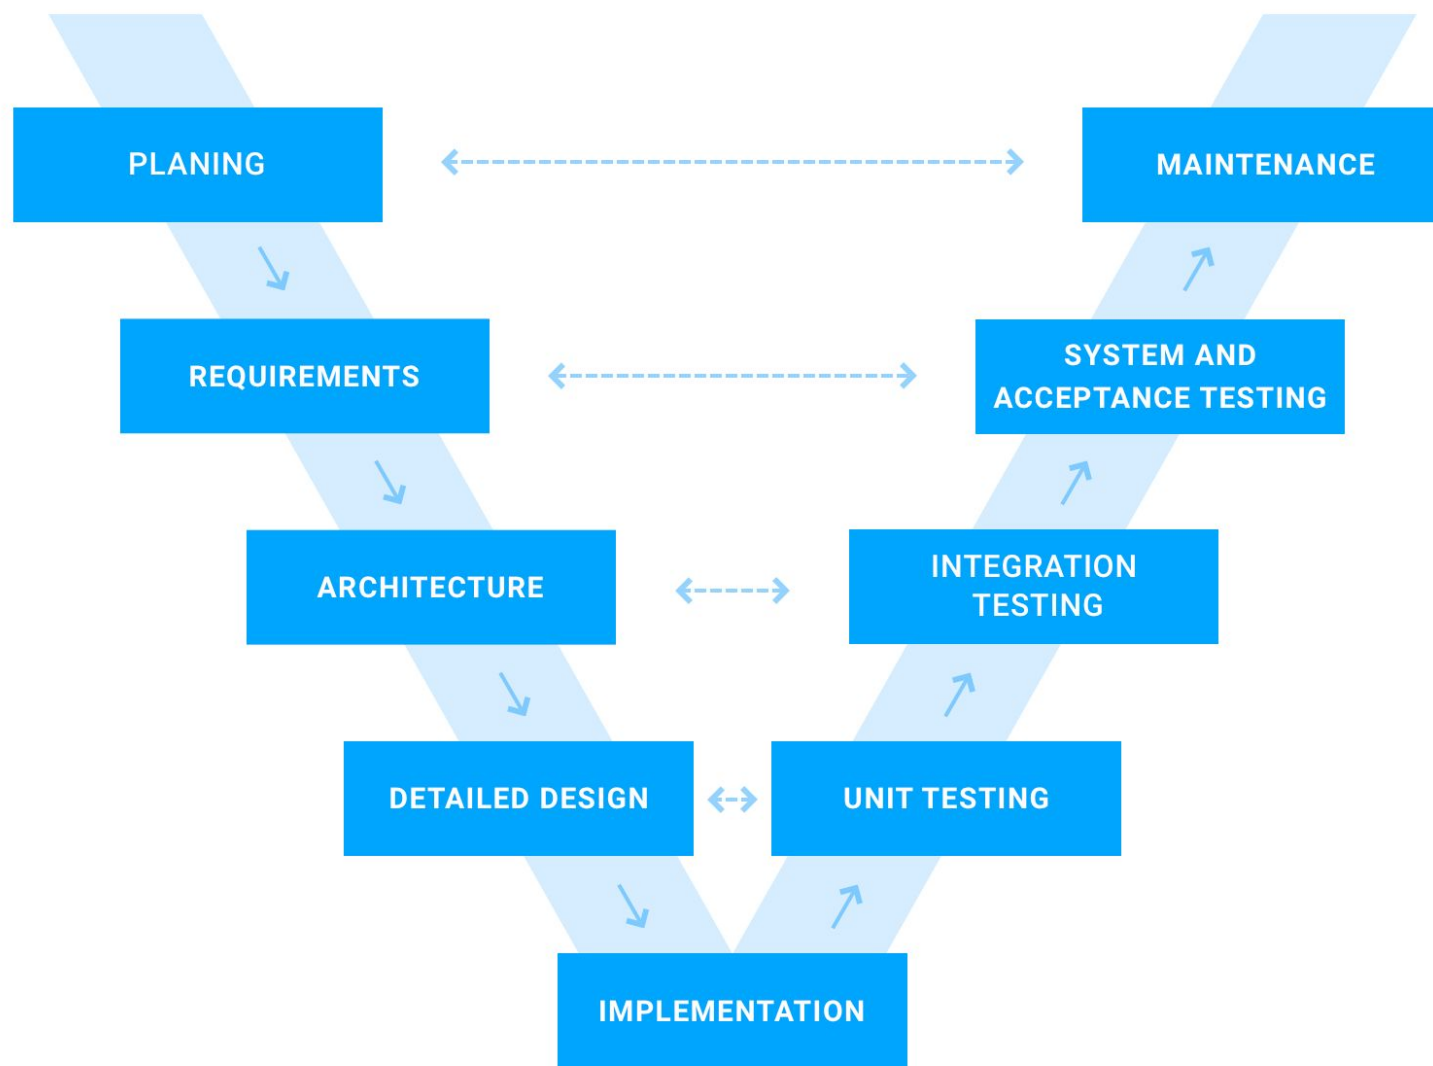 PLANING
MAINTENANCE
REQUIREMENTS
SYSTEM AND
ACCEPTANCE TESTING
ARCHITECTURE
INTEGRATION
TESTING
DETAILED DESIGN
UNIT TESTING
IMPLEMENTATION